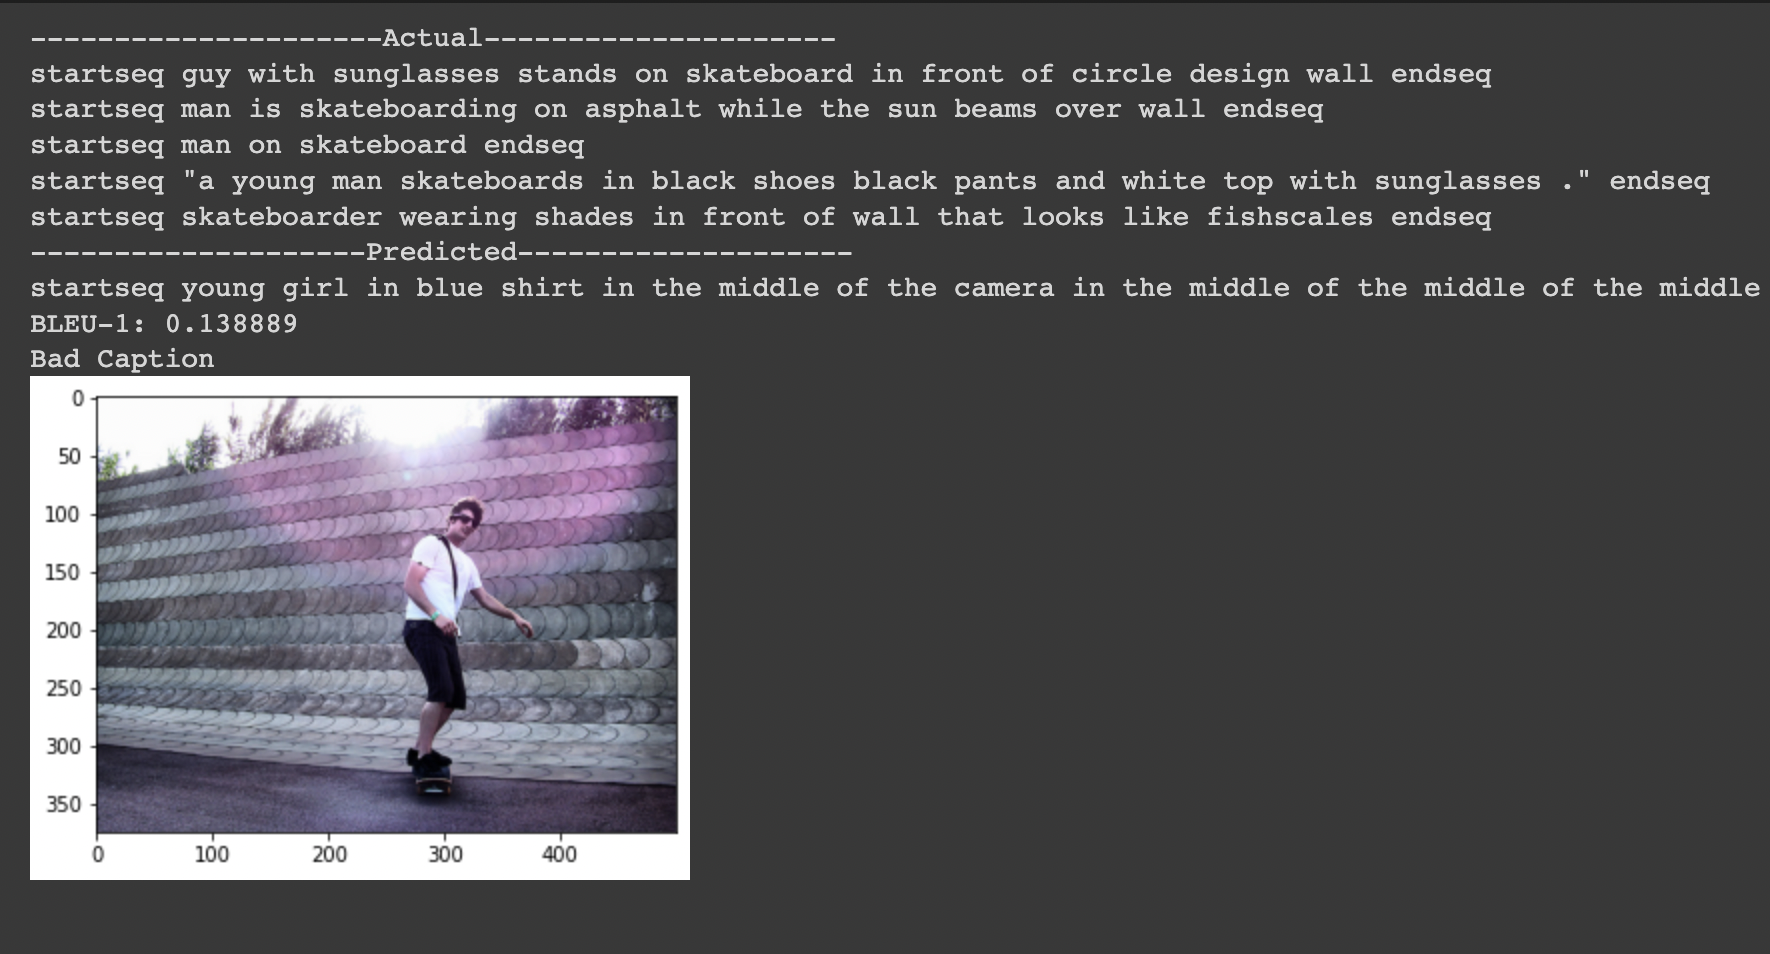 ---------------------Actual---------------------
startseq guy with sunglasses stands on skateboard in front of circle design wall endseq
startseq man is skateboarding on asphalt while the sun beams over wall endseq
startseq man on skateboard endseq
startseq "a young man skateboards in black shoes black pants and white top with sunglasses ." endseq
startseq skateboarder wearing shades in front of wall that looks like fishscales endseq
--------------------Predicted--------------------
startseq young girl in blue shirt in the middle of the camera in the middle of the middle of the middle
BLEU-1: 0.138889
Bad Caption
0
50
100
150
200
250
300
350
0 100 200 300 400